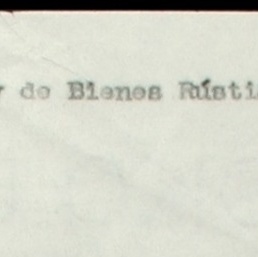 y de Bienes Rústi